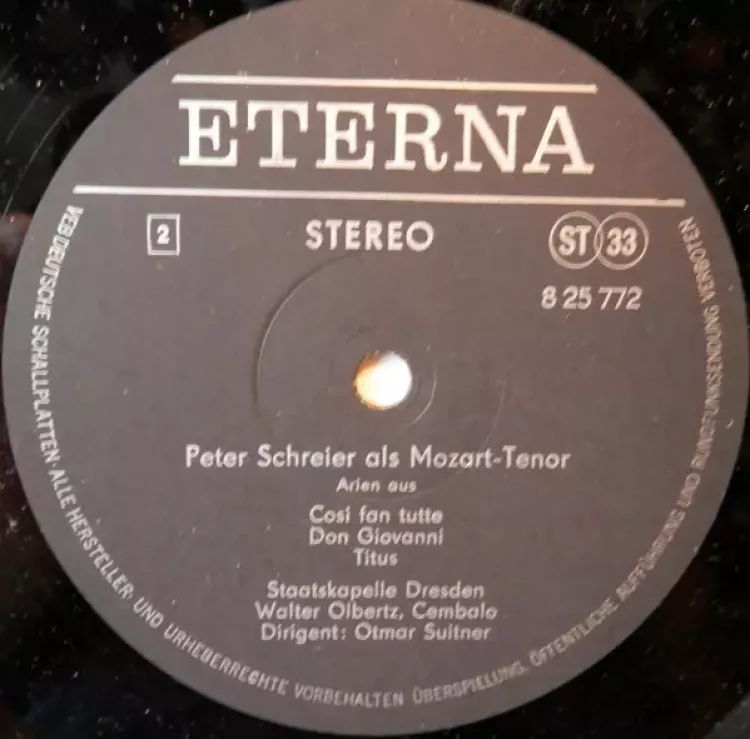 ETERNA
2 STEREO ST 33
8 25 772
Peter Schreier als Mozart-Tenor
Arien aus
Cosi fan tutte
Don Giovanni
Titus
Staatskapelle Dresden
Walter Olbertz, Cembalo
Dirigent: Otmar Suitner
VEB DEUTSCHE SCHALLPLATTEN · ALLE HERSTELLER- UND URHEBERRECHTE VORBEHALTEN ÜBERSPIELUNG, ÖFFENTLICHE AUFFÜHRUNG UND RUNDFUNKSENDUNG VERBOTEN